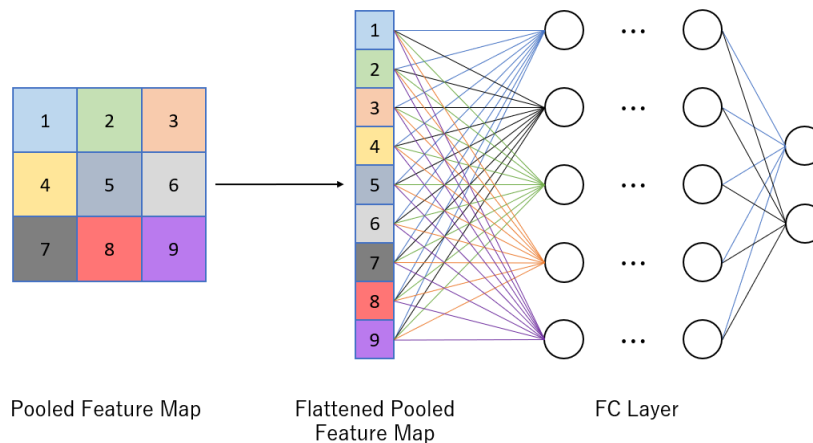 1 2 3
4 5 6
7 8 9
1
2
3
4
5
6
7
8
9
...
...
...
...
...
Pooled Feature Map
Flattened Pooled
Feature Map
FC Layer